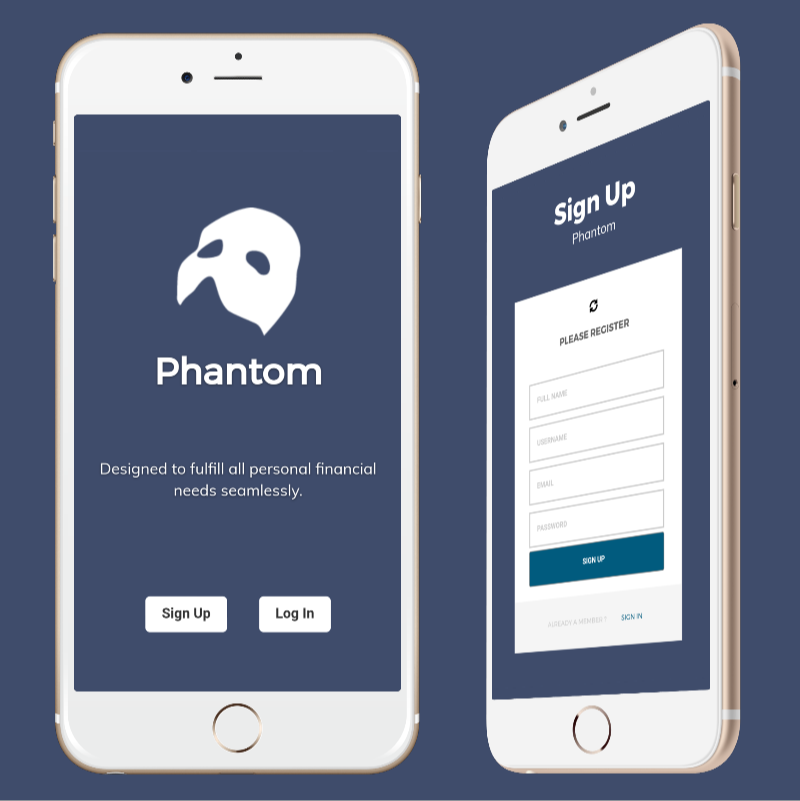 Phantom
Designed to fulfill all personal financial
needs seamlessly.
Sign Up
Log In
Sign Up
Phantom
PLEASE REGISTER
FULL NAME
USERNAME
EMAIL
PASSWORD
SIGN UP
ALREADY A MEMBER ? SIGN IN